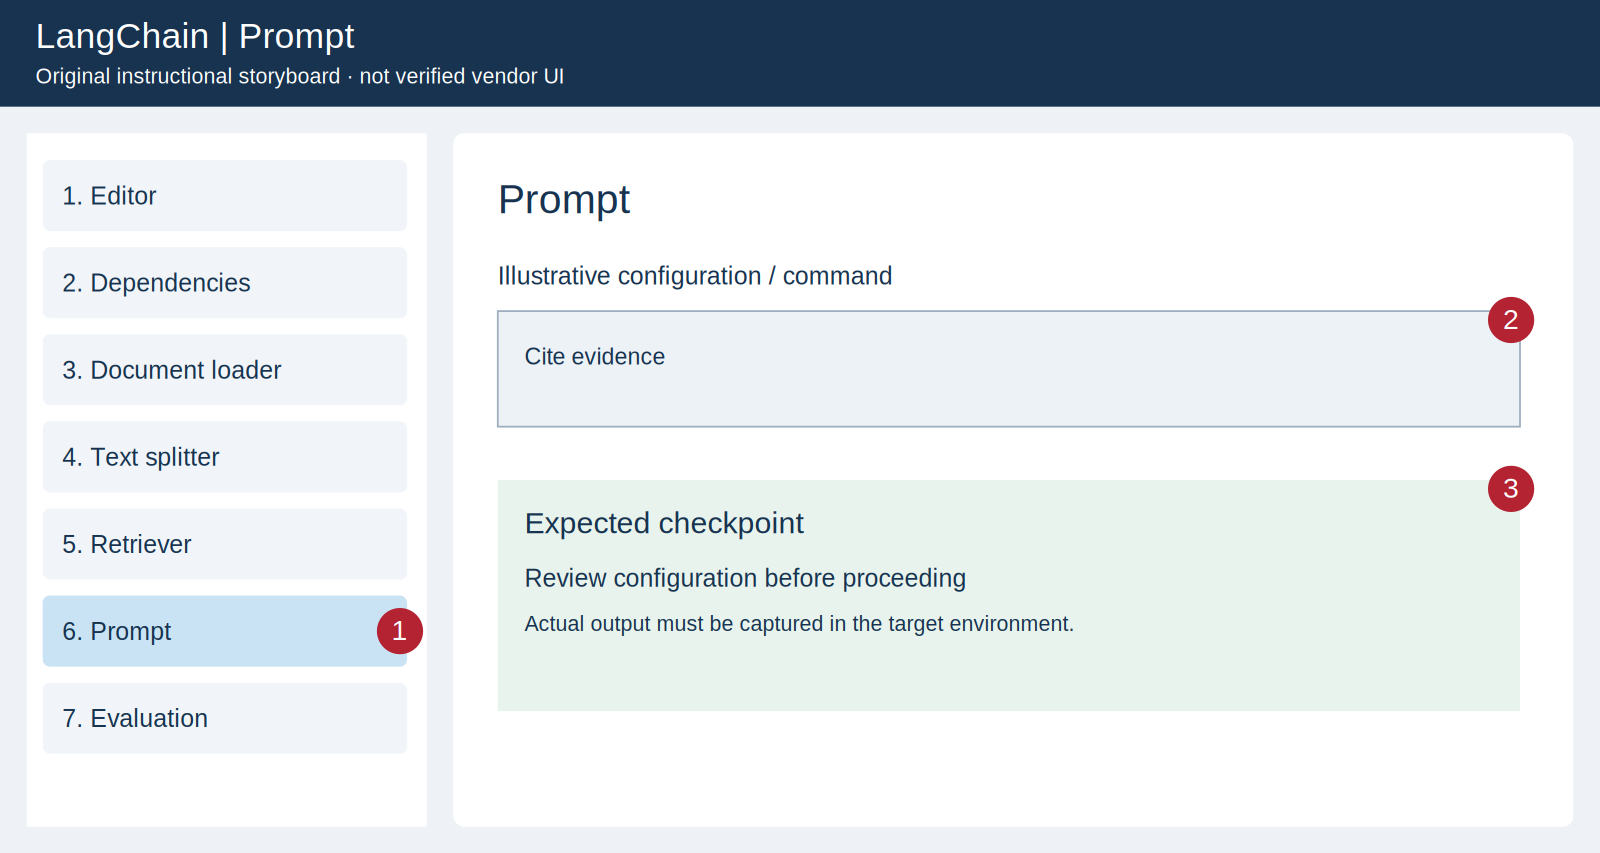 LangChain | Prompt
Original instructional storyboard · not verified vendor UI
1. Editor
2. Dependencies
3. Document loader
4. Text splitter
5. Retriever
6. Prompt
1
7. Evaluation
Prompt
Illustrative configuration / command
2
Cite evidence
3
Expected checkpoint
Review configuration before proceeding
Actual output must be captured in the target environment.